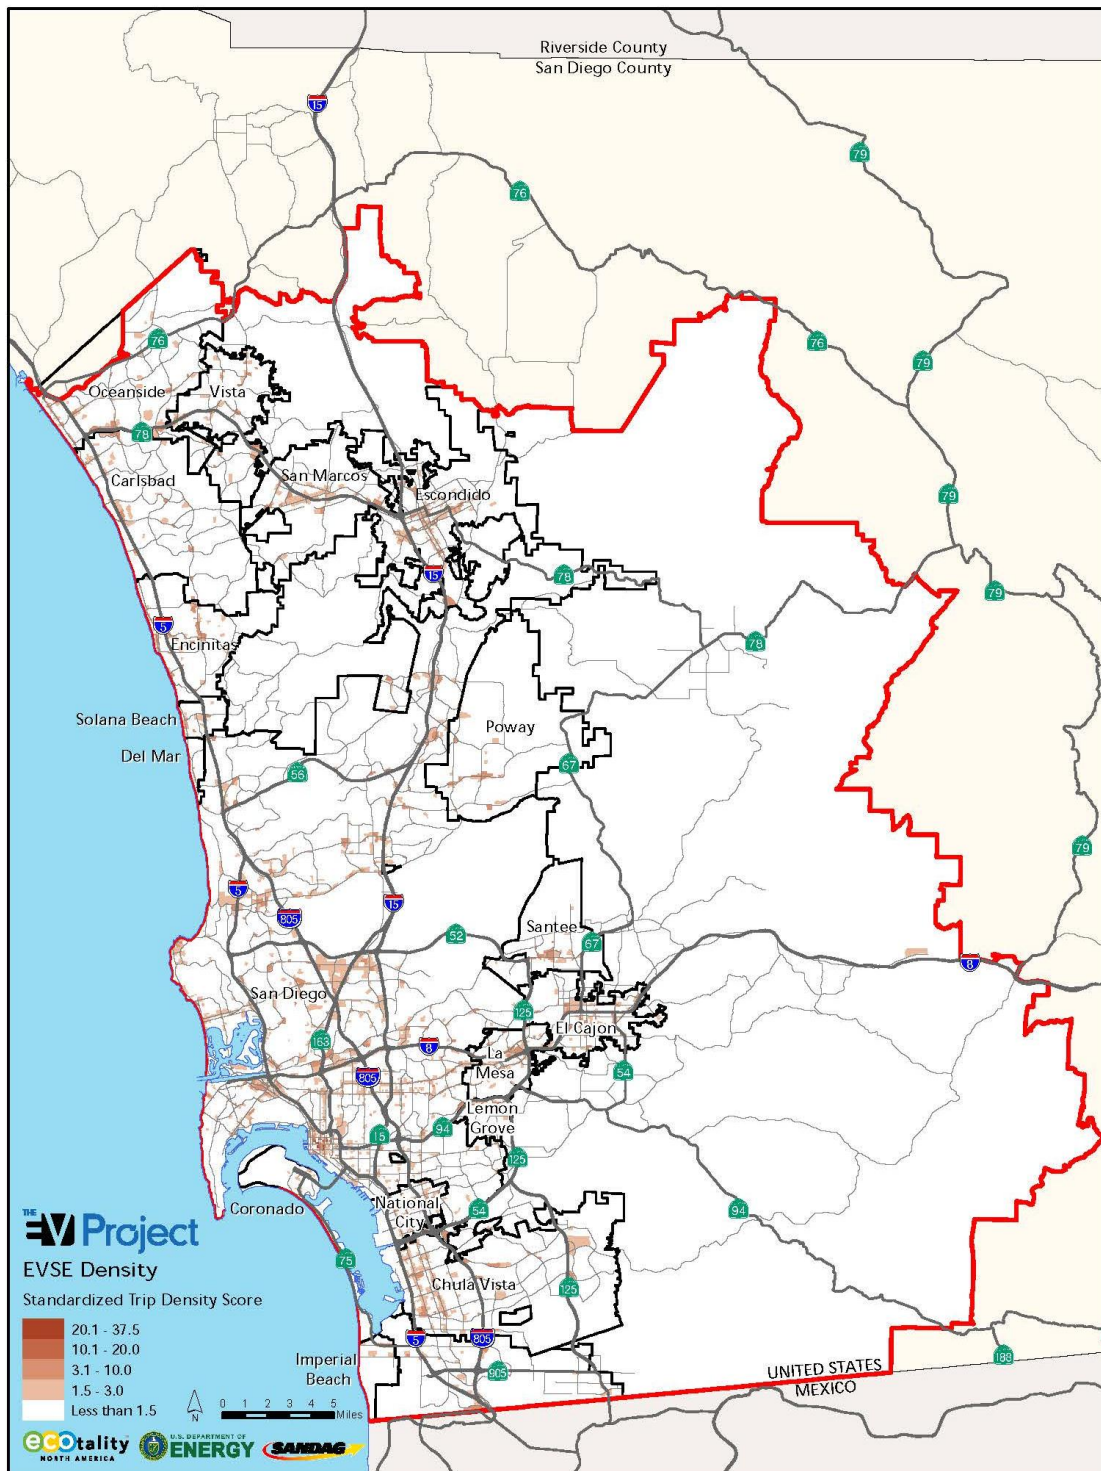 Riverside County
San Diego County
15
79
76
76
76
79
Oceanside
Vista
78
79
Carlsbad
San Marcos
Escondido
79
15
78
79
5
Encinitas
78
Solana Beach
Poway
Del Mar
56
67
79
5
15
805
Santee
52
67
8
San Diego
125
El Cajon
163
8
La
Mesa
805
54
Lemon
Grove
15
94
125
National
City
54
Coronado
94
THE
EV Project
75
EVSE Density
Chula Vista
125
Standardized Trip Density Score
20.1 - 37.5
10.1 - 20.0
3.1 - 10.0
1.5 - 3.0
Less than 1.5
5
805
Imperial
Beach
905
188
UNITED STATES
MEXICO
N
0 1 2 3 4 5
Miles
ecotality
NORTH AMERICA
U.S. DEPARTMENT OF
ENERGY
SANDAG